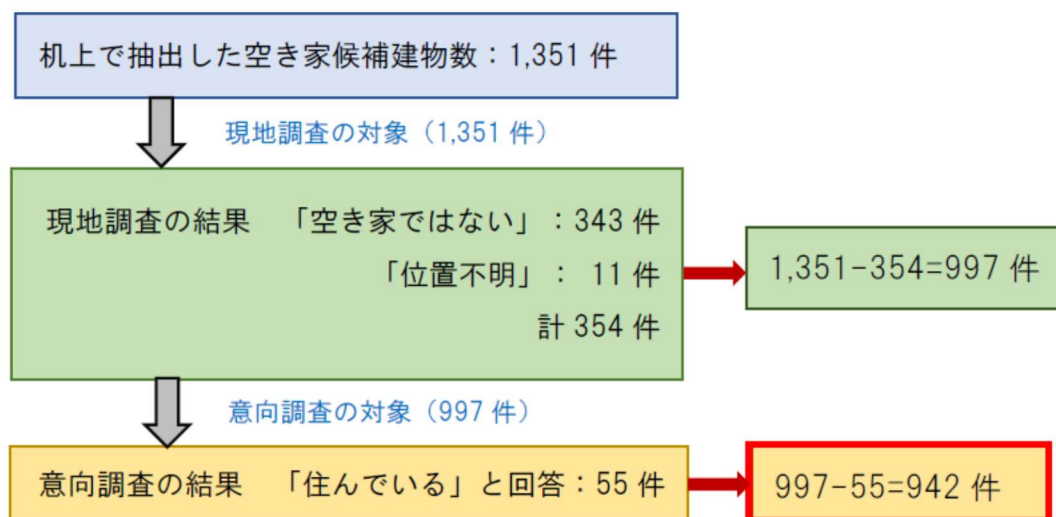 机上で抽出した空き家候補建物数：1,351 件
現地調査の対象（1,351 件）
現地調査の結果　「空き家ではない」：343 件
「位置不明」： 11 件
計 354 件
1,351-354=997 件
意向調査の対象（997 件）
意向調査の結果　「住んでいる」と回答：55 件
997-55=942 件